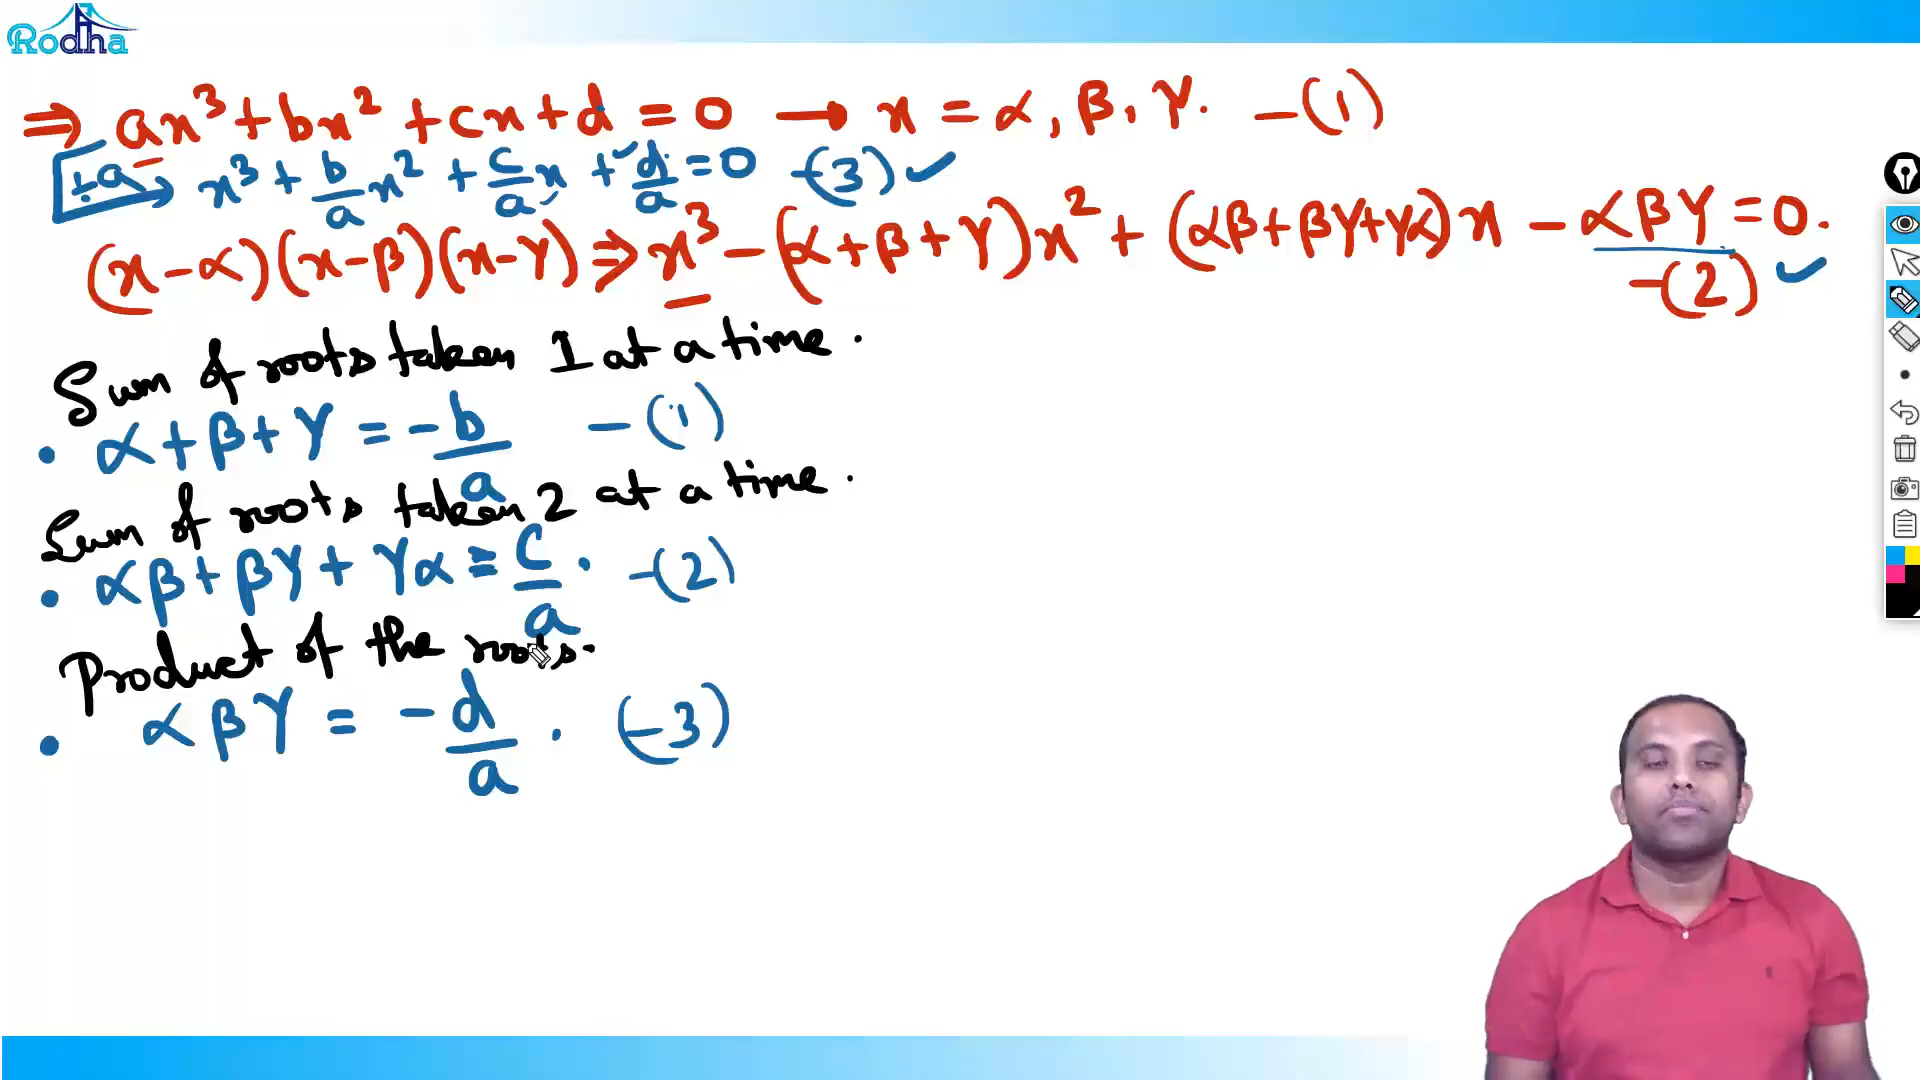 Rodha
⇒ ax³ + bx² + cx + d = 0 → x = α, β, γ. -(1)
÷a → x³ + b/a x² + c/a x + d/a = 0 -(3) ✓
(x-α)(x-β)(x-γ) ⇒ x³ - (α+β+γ)x² + (αβ+βγ+γα)x - αβγ = 0.
-(2) ✓
Sum of roots taken 1 at a time.
• α+β+γ = -b/a -(1)
Sum of roots taken 2 at a time.
• αβ+βγ+γα = c/a. -(2)
Product of the roots.
• αβγ = -d/a. (-3)